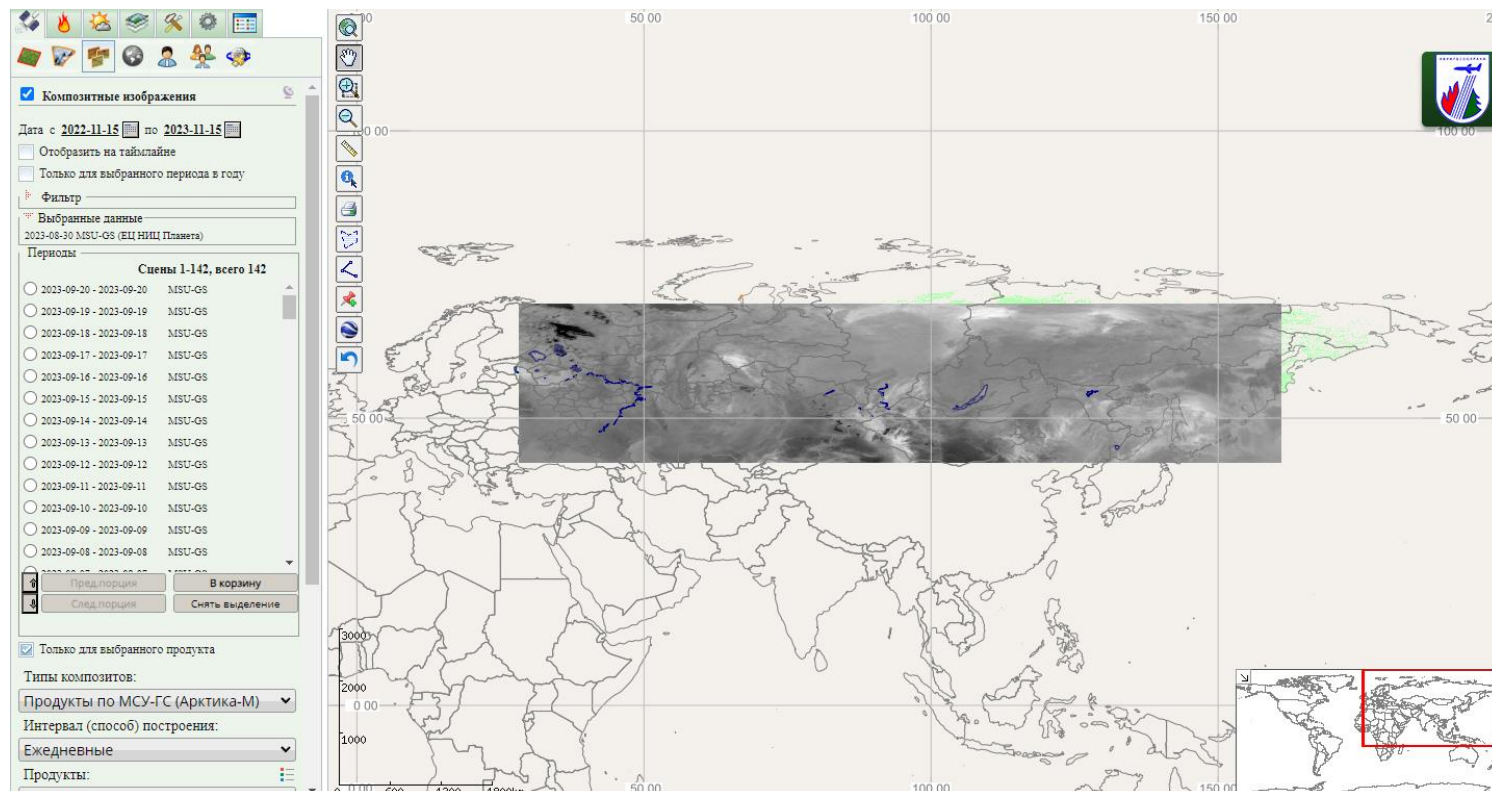 Композитные изображения
Дата с 2022-11-15 по 2023-11-15
Отобразить на таймлайне
Только для выбранного периода в году
Фильтр
Выбранные данные
2023-08-30 MSU-GS (ЕЦ НИЦ Планета)
Периоды
Сцены 1-142, всего 142
2023-09-20 - 2023-09-20 MSU-GS
2023-09-19 - 2023-09-19 MSU-GS
2023-09-18 - 2023-09-18 MSU-GS
2023-09-17 - 2023-09-17 MSU-GS
2023-09-16 - 2023-09-16 MSU-GS
2023-09-15 - 2023-09-15 MSU-GS
2023-09-14 - 2023-09-14 MSU-GS
2023-09-13 - 2023-09-13 MSU-GS
2023-09-12 - 2023-09-12 MSU-GS
2023-09-11 - 2023-09-11 MSU-GS
2023-09-10 - 2023-09-10 MSU-GS
2023-09-09 - 2023-09-09 MSU-GS
2023-09-08 - 2023-09-08 MSU-GS
Пред.порция В корзину
След.порция Снять выделение
Только для выбранного продукта
Типы композитов:
Продукты по МСУ-ГС (Арктика-М)
Интервал (способ) построения:
Ежедневные
Продукты:
50 00
100 00
150 00
100 00
50 00
50 00
0 00
3000
2000
1000
0 600 1200 1800km
50 00
100 00
150 00